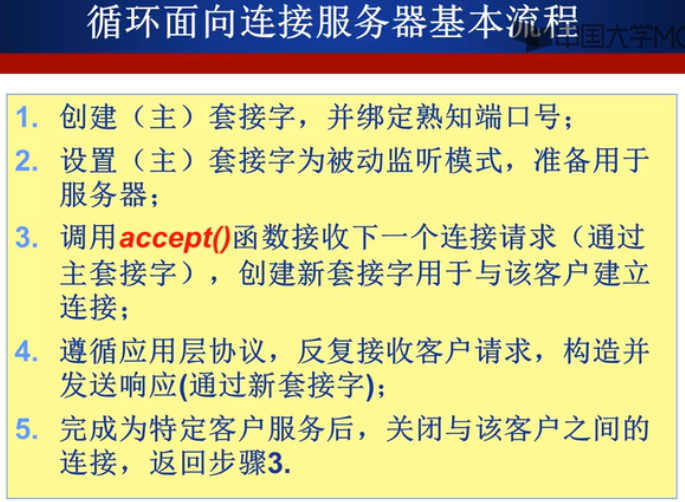 循环面向连接服务器基本流程
中国大学MO
1. 创建（主）套接字，并绑定熟知端口号；
2. 设置（主）套接字为被动监听模式，准备用于
服务器；
3. 调用accept()函数接收下一个连接请求（通过
主套接字），创建新套接字用于与该客户建立
连接；
4. 遵循应用层协议，反复接收客户请求，构造并
发送响应(通过新套接字)；
5. 完成为特定客户服务后，关闭与该客户之间的
连接，返回步骤3.